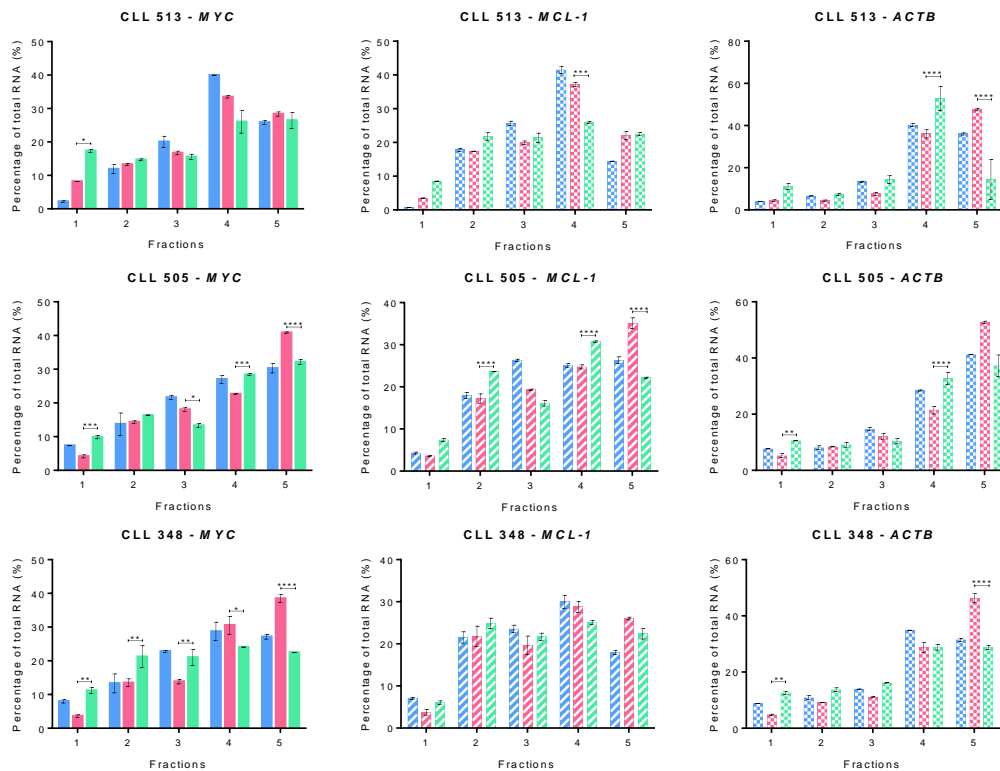 CLL 513 - MYC
Percentage of total RNA (%)
50
40
30
20
10
0
*
1 2 3 4 5
Fractions
CLL 513 - MCL-1
Percentage of total RNA (%)
50
40
30
20
10
0
***
1 2 3 4 5
Fractions
CLL 513 - ACTB
Percentage of total RNA (%)
80
60
40
20
0
**** ****
1 2 3 4 5
Fractions
CLL 505 - MYC
Percentage of total RNA (%)
50
40
30
20
10
0
*** * *** ****
1 2 3 4 5
Fractions
CLL 505 - MCL-1
Percentage of total RNA (%)
40
30
20
10
0
**** **** ****
1 2 3 4 5
Fractions
CLL 505 - ACTB
Percentage of total RNA (%)
60
40
20
0
** ****
1 2 3 4 5
Fractions
CLL 348 - MYC
Percentage of total RNA (%)
50
40
30
20
10
0
** ** ** * ****
1 2 3 4 5
Fractions
CLL 348 - MCL-1
Percentage of total RNA (%)
40
30
20
10
0
1 2 3 4 5
Fractions
CLL 348 - ACTB
Percentage of total RNA (%)
60
40
20
0
** ****
1 2 3 4 5
Fractions